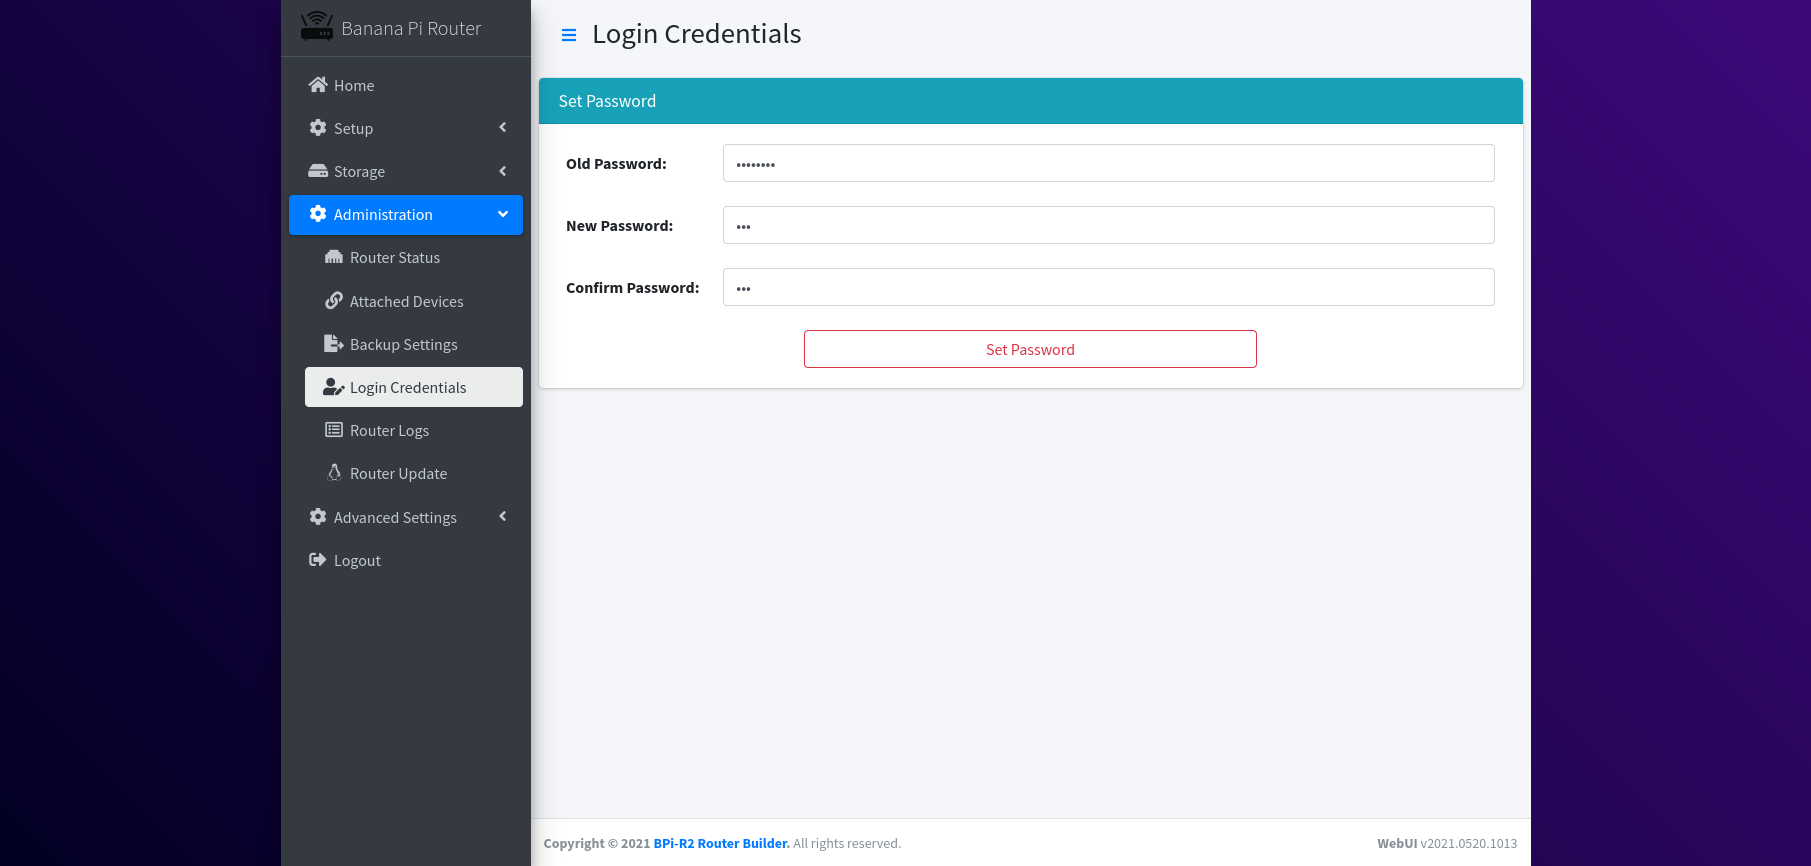 Banana Pi Router
Home
Setup
Storage
Administration
Router Status
Attached Devices
Backup Settings
Login Credentials
Router Logs
Router Update
Advanced Settings
Logout
Login Credentials
Set Password
Old Password: ••••••••
New Password: •••
Confirm Password: •••
Set Password
Copyright © 2021 BPi-R2 Router Builder. All rights reserved.
WebUI v2021.0520.1013